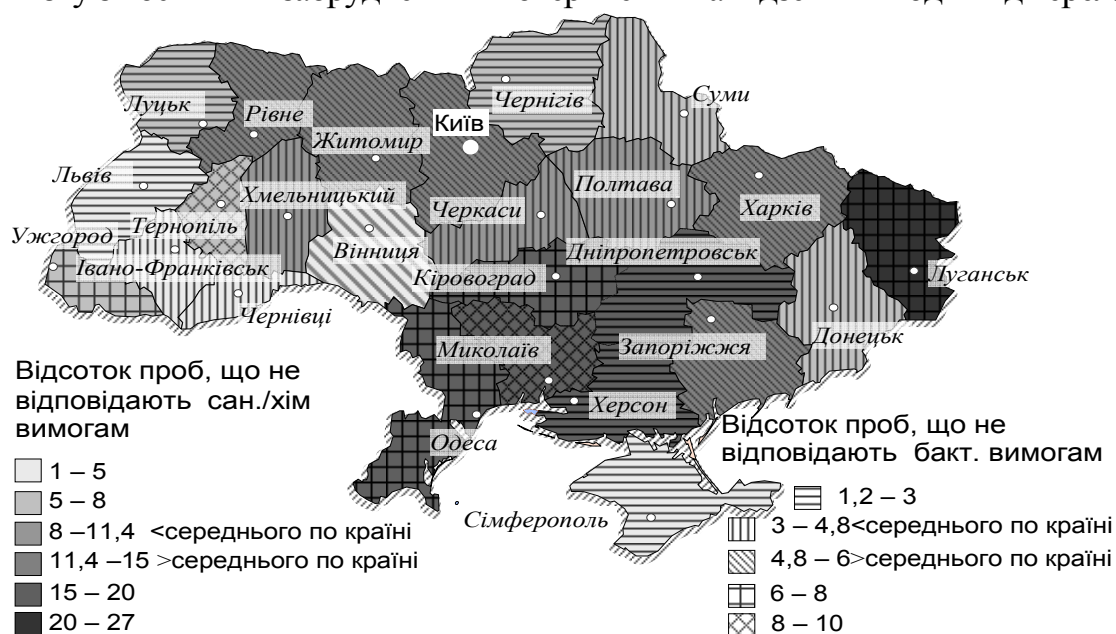 Луцьк
Рівне
Житомир
Київ
Чернігів
Суми
Львів
Хмельницький
Тернопіль
Ужгород
Івано-Франківськ
Чернівці
Вінниця
Черкаси
Полтава
Харків
Кіровоград
Дніпропетровськ
Луганськ
Донецьк
Миколаїв
Запоріжжя
Херсон
Одеса
Сімферополь
Відсоток проб, що не
відповідають сан./хім
вимогам
1 – 5
5 – 8
8 –11,4 <середнього по країні
11,4 –15 >середнього по країні
15 – 20
20 – 27
Відсоток проб, що не
відповідають бакт. вимогам
1,2 – 3
3 – 4,8<середнього по країні
4,8 – 6>середнього по країні
6 – 8
8 – 10